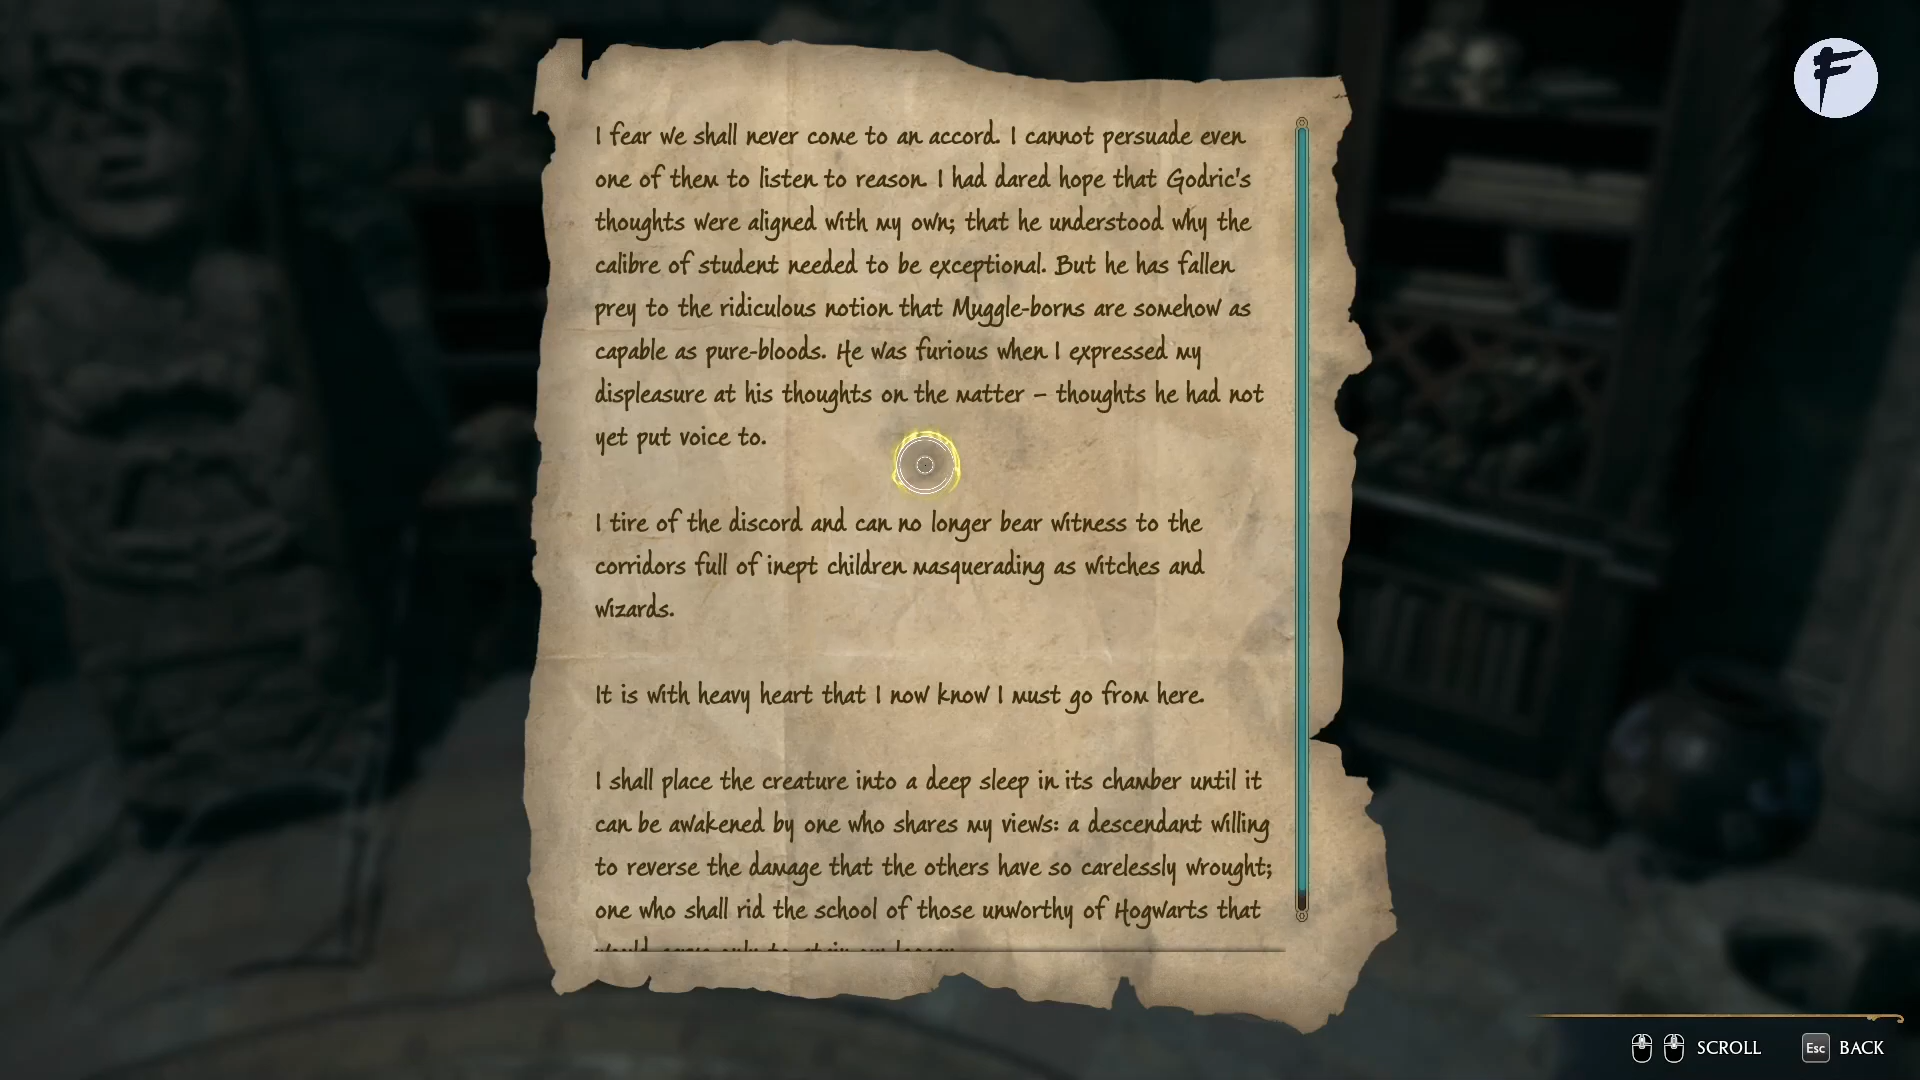 I fear we shall never come to an accord. I cannot persuade even
one of them to listen to reason. I had dared hope that Godric's
thoughts were aligned with my own; that he understood why the
calibre of student needed to be exceptional. But he has fallen
prey to the ridiculous notion that Muggle-borns are somehow as
capable as pure-bloods. He was furious when I expressed my
displeasure at his thoughts on the matter – thoughts he had not
yet put voice to.
I tire of the discord and can no longer bear witness to the
corridors full of inept children masquerading as witches and
wizards.
It is with heavy heart that I now know I must go from here.
I shall place the creature into a deep sleep in its chamber until it
can be awakened by one who shares my views: a descendant willing
to reverse the damage that the others have so carelessly wrought;
one who shall rid the school of those unworthy of Hogwarts that
F
SCROLL
Esc BACK